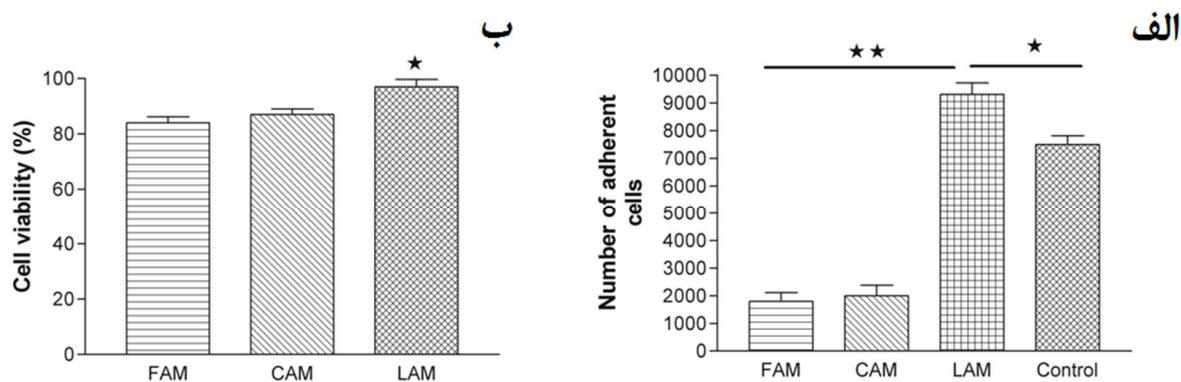 ب
Cell viability (%)
100
80
60
40
20
0
★
FAM CAM LAM
الف
Number of adherent
cells
10000
9000
8000
7000
6000
5000
4000
3000
2000
1000
0
★★ ★
FAM CAM LAM Control